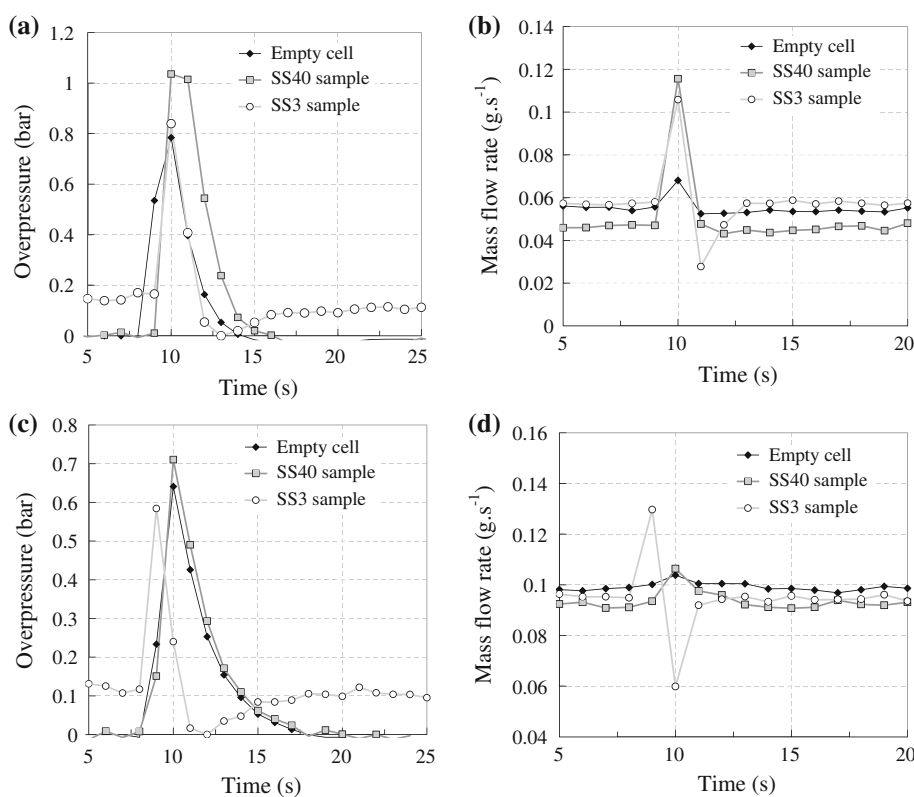 (a)
1.2
1
0.8
0.6
0.4
0.2
0
Overpressure (bar)
Empty cell
SS40 sample
SS3 sample
5 10 15 20 25
Time (s)
(b)
0.14
0.12
0.1
0.08
0.06
0.04
0.02
0
Mass flow rate (g.s⁻¹)
Empty cell
SS40 sample
SS3 sample
5 10 15 20
Time (s)
(c)
0.8
0.7
0.6
0.5
0.4
0.3
0.2
0.1
0
Overpressure (bar)
Empty cell
SS40 sample
SS3 sample
5 10 15 20 25
Time (s)
(d)
0.16
0.14
0.12
0.1
0.08
0.06
0.04
Mass flow rate (g.s⁻¹)
Empty cell
SS40 sample
SS3 sample
5 10 15 20
Time (s)